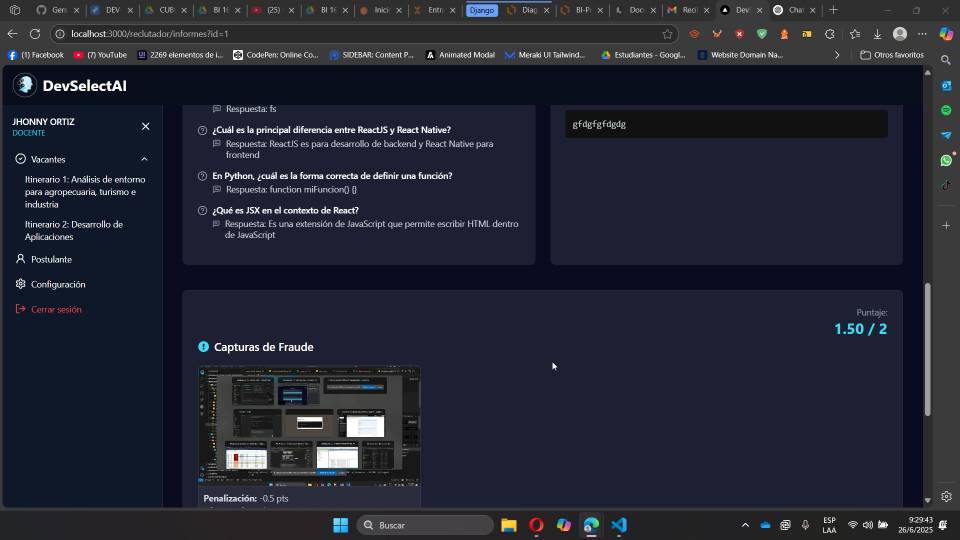 Gen
DEV
CUB
BI 1
(25)
BI 1
Inicio
Entra
Django
Diag
BI-P
Doc
Red
DevS
Chat
localhost:3000/reclutador/informes?id=1
(1) Facebook
(7) YouTube
2269 elementos de i...
CodePen: Online Co...
SIDEBAR: Content P...
Animated Modal
Meraki UI Tailwind...
Estudiantes - Googl...
Website Domain Na...
Otros favoritos
DevSelectAI
JHONNY ORTIZ
DOCENTE
Vacantes
Itinerario 1: Análisis de entorno
para agropecuaria, turismo e
industria
Itinerario 2: Desarrollo de
Aplicaciones
Postulante
Configuración
Cerrar sesión
Respuesta: fs
¿Cuál es la principal diferencia entre ReactJS y React Native?
Respuesta: ReactJS es para desarrollo de backend y React Native para
frontend
En Python, ¿cuál es la forma correcta de definir una función?
Respuesta: function miFuncion() {}
¿Qué es JSX en el contexto de React?
Respuesta: Es una extensión de JavaScript que permite escribir HTML dentro
de JavaScript
gfdgfgfdgdg
Puntaje:
1.50 / 2
Capturas de Fraude
Penalización: -0.5 pts
Buscar
ESP
LAA
9:29:43
26/6/2025